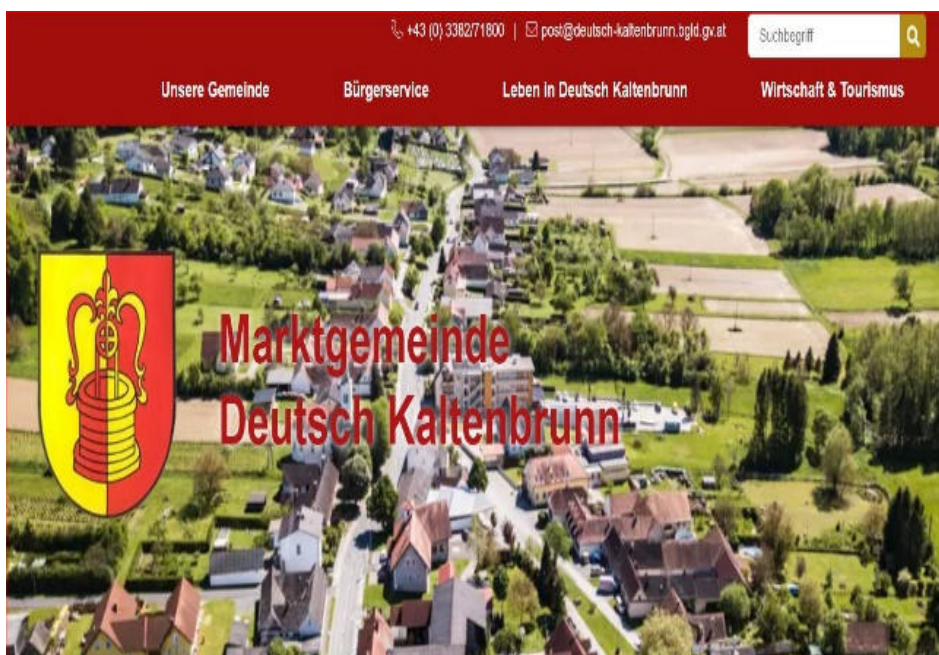 +43 (0) 3382/71800 | post@deutsch-kaltenbrunn.bgld.gv.at
Suchbegriff
Unsere Gemeinde Bürgerservice Leben in Deutsch Kaltenbrunn Wirtschaft & Tourismus
Marktgemeinde
Deutsch Kaltenbrunn